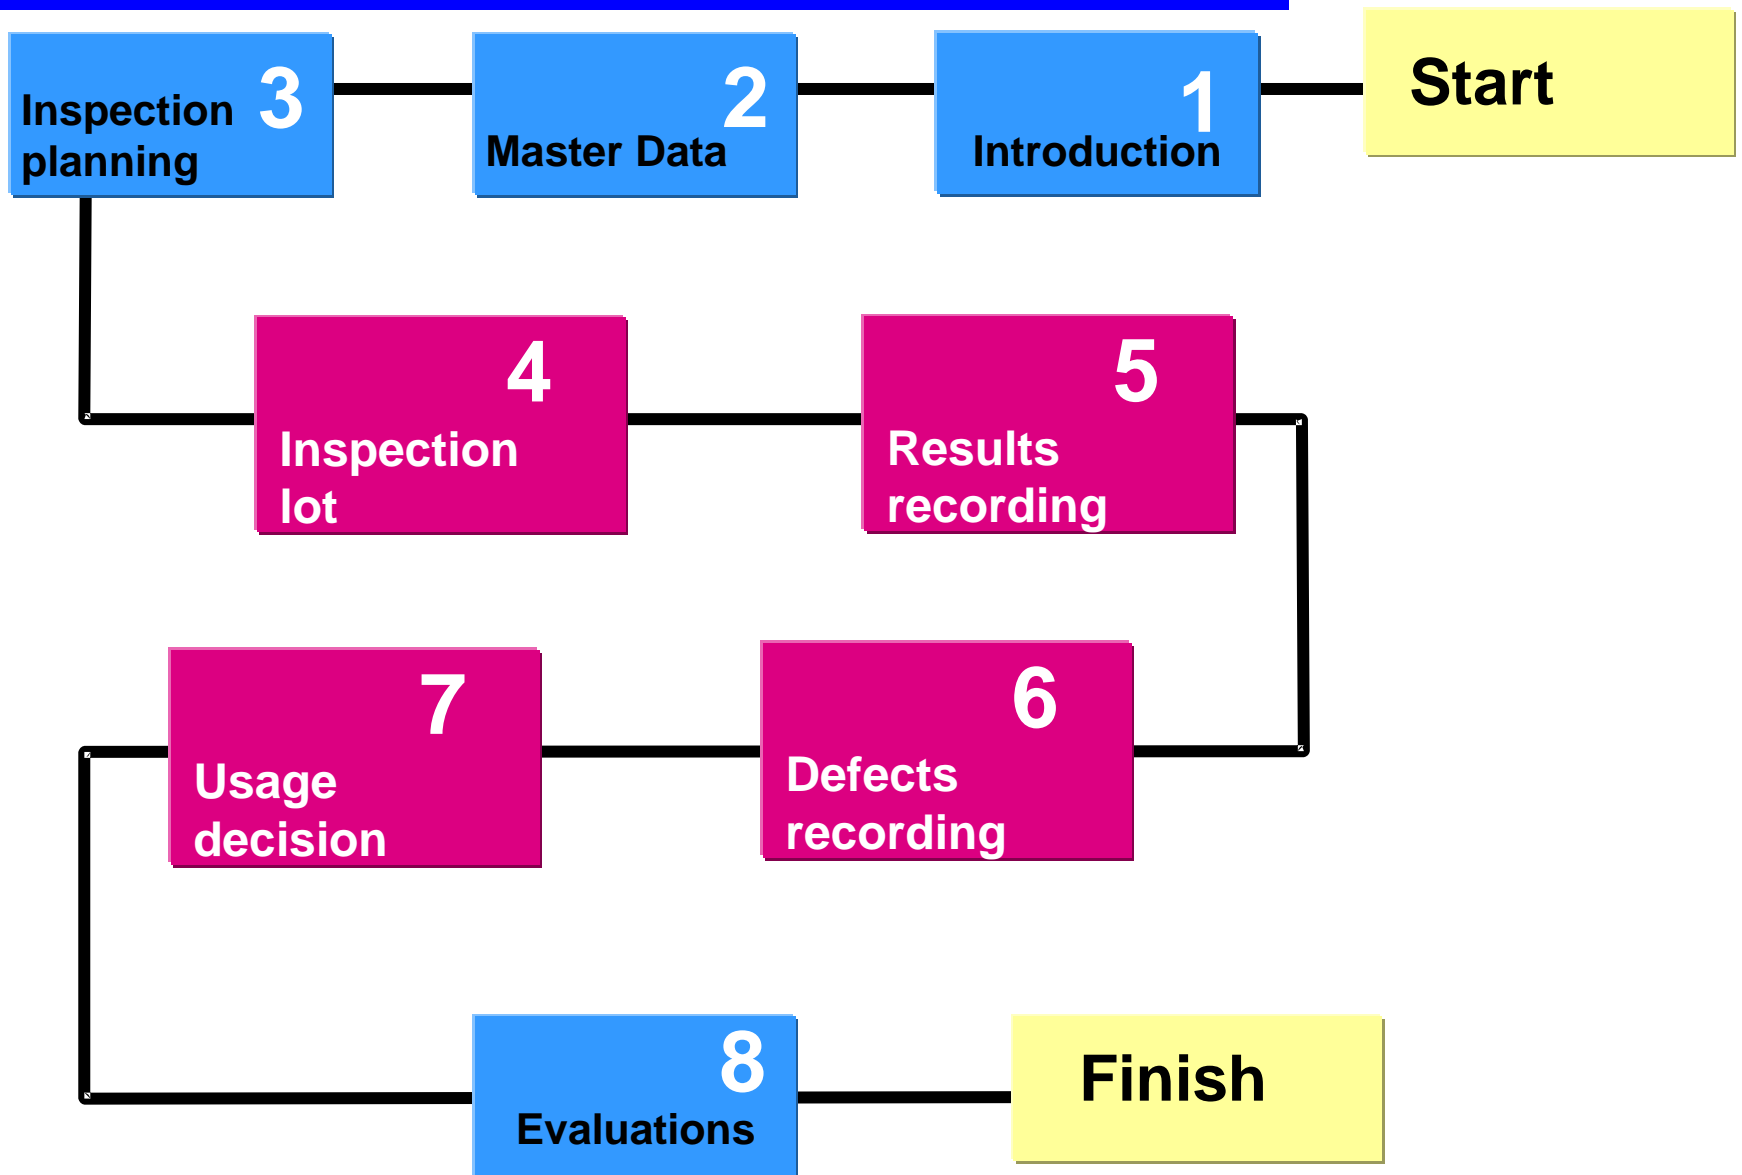 Start
1
Introduction
2
Master Data
3
Inspection
planning
4
Inspection
lot
5
Results
recording
6
Defects
recording
7
Usage
decision
8
Evaluations
Finish